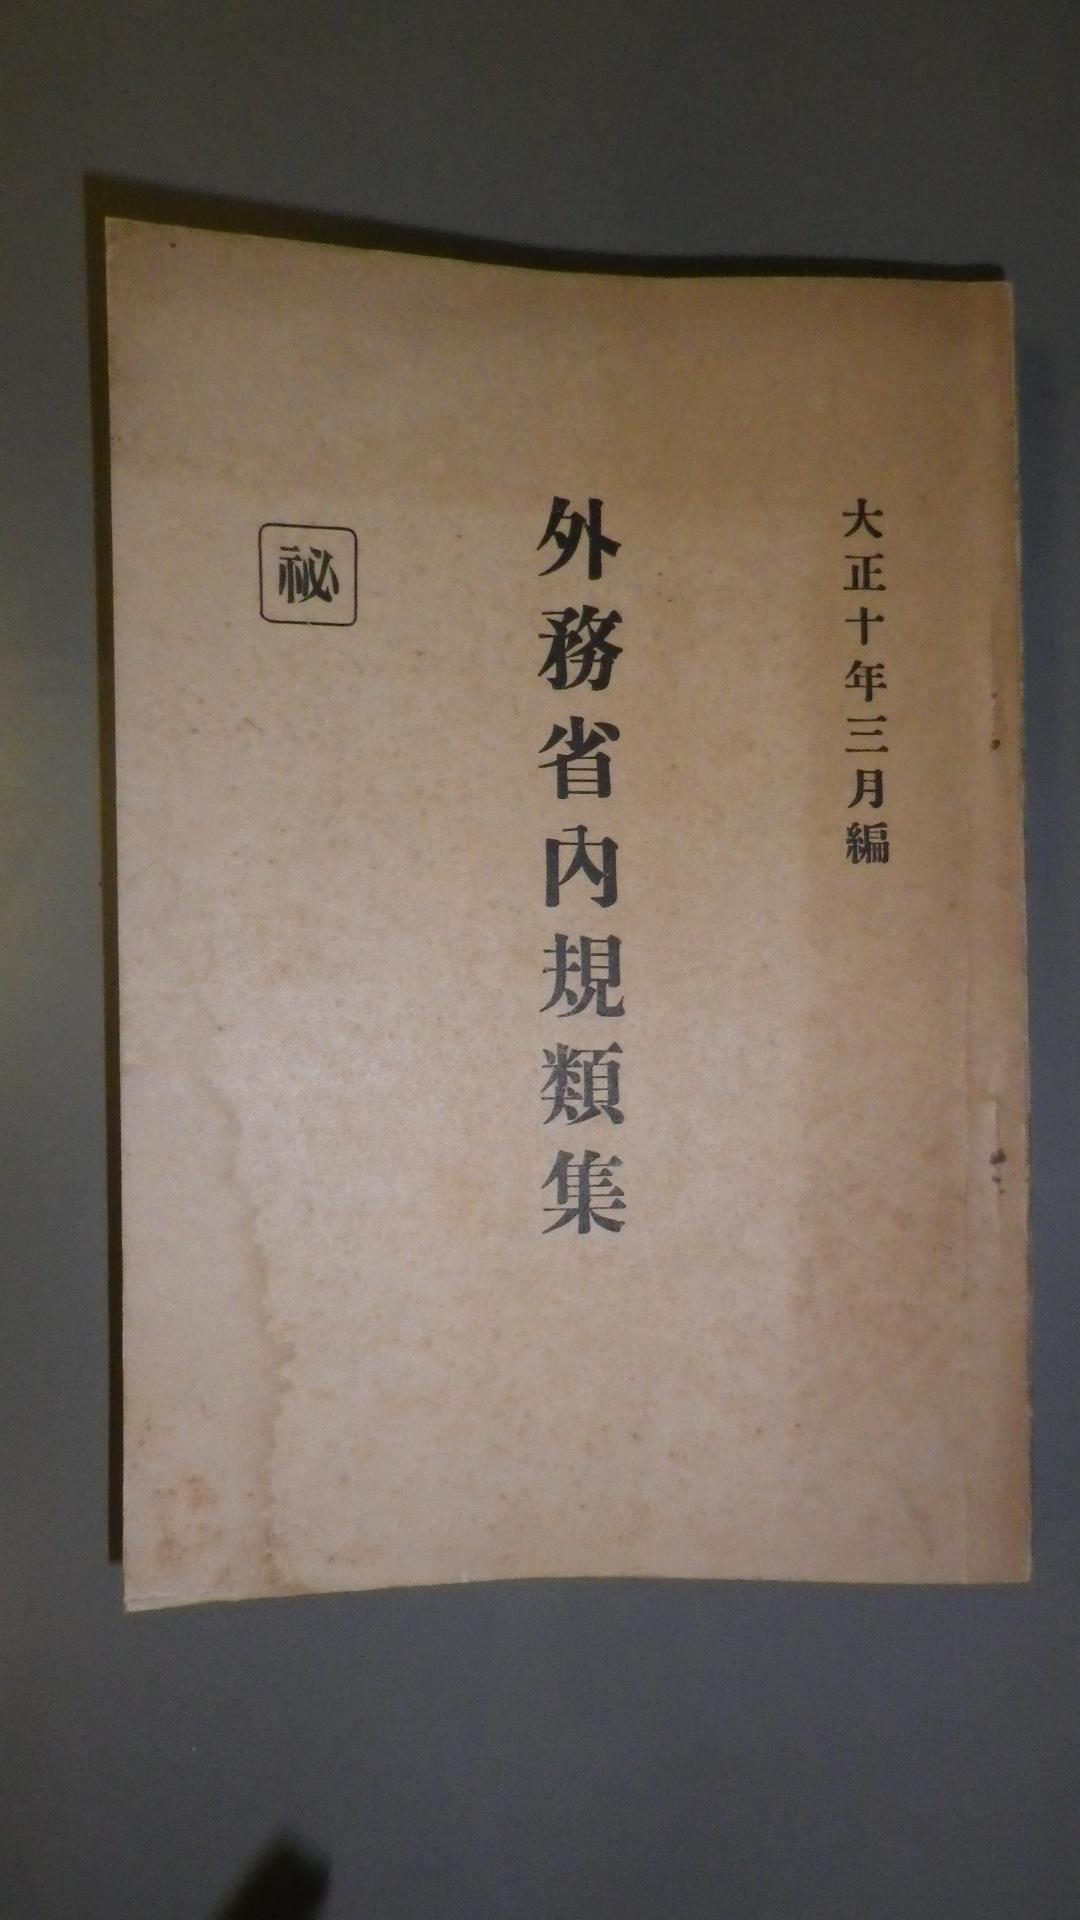 大正十年三月編
外務省內規類集
祕